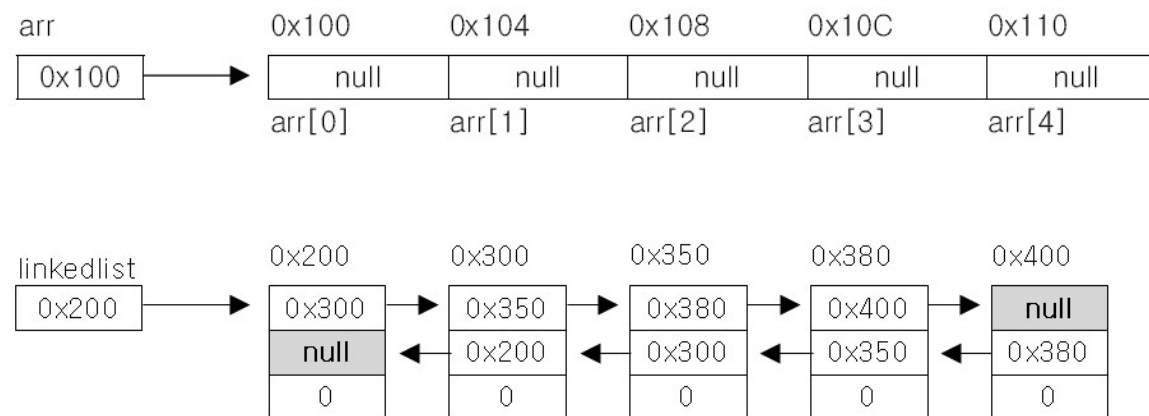 arr 0x100 0x104 0x108 0x10C 0x110
0x100 null null null null null
arr[0] arr[1] arr[2] arr[3] arr[4]
linkedlist 0x200 0x300 0x350 0x380 0x400
0x200 0x300 0x350 0x380 0x400 null
null 0x200 0x300 0x350 0x380
0 0 0 0 0